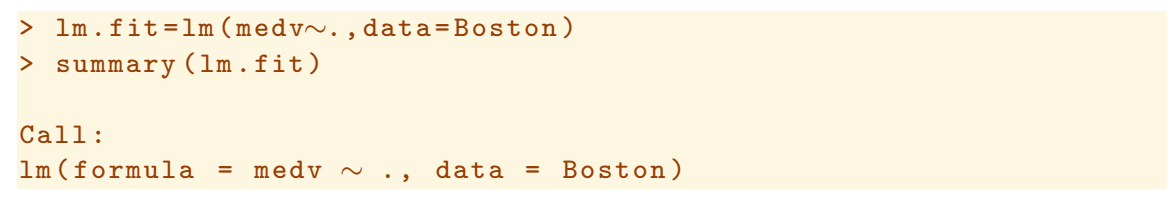 > lm.fit=lm(medv∼.,data=Boston)
> summary(lm.fit)
Call:
lm(formula = medv ∼ ., data = Boston)